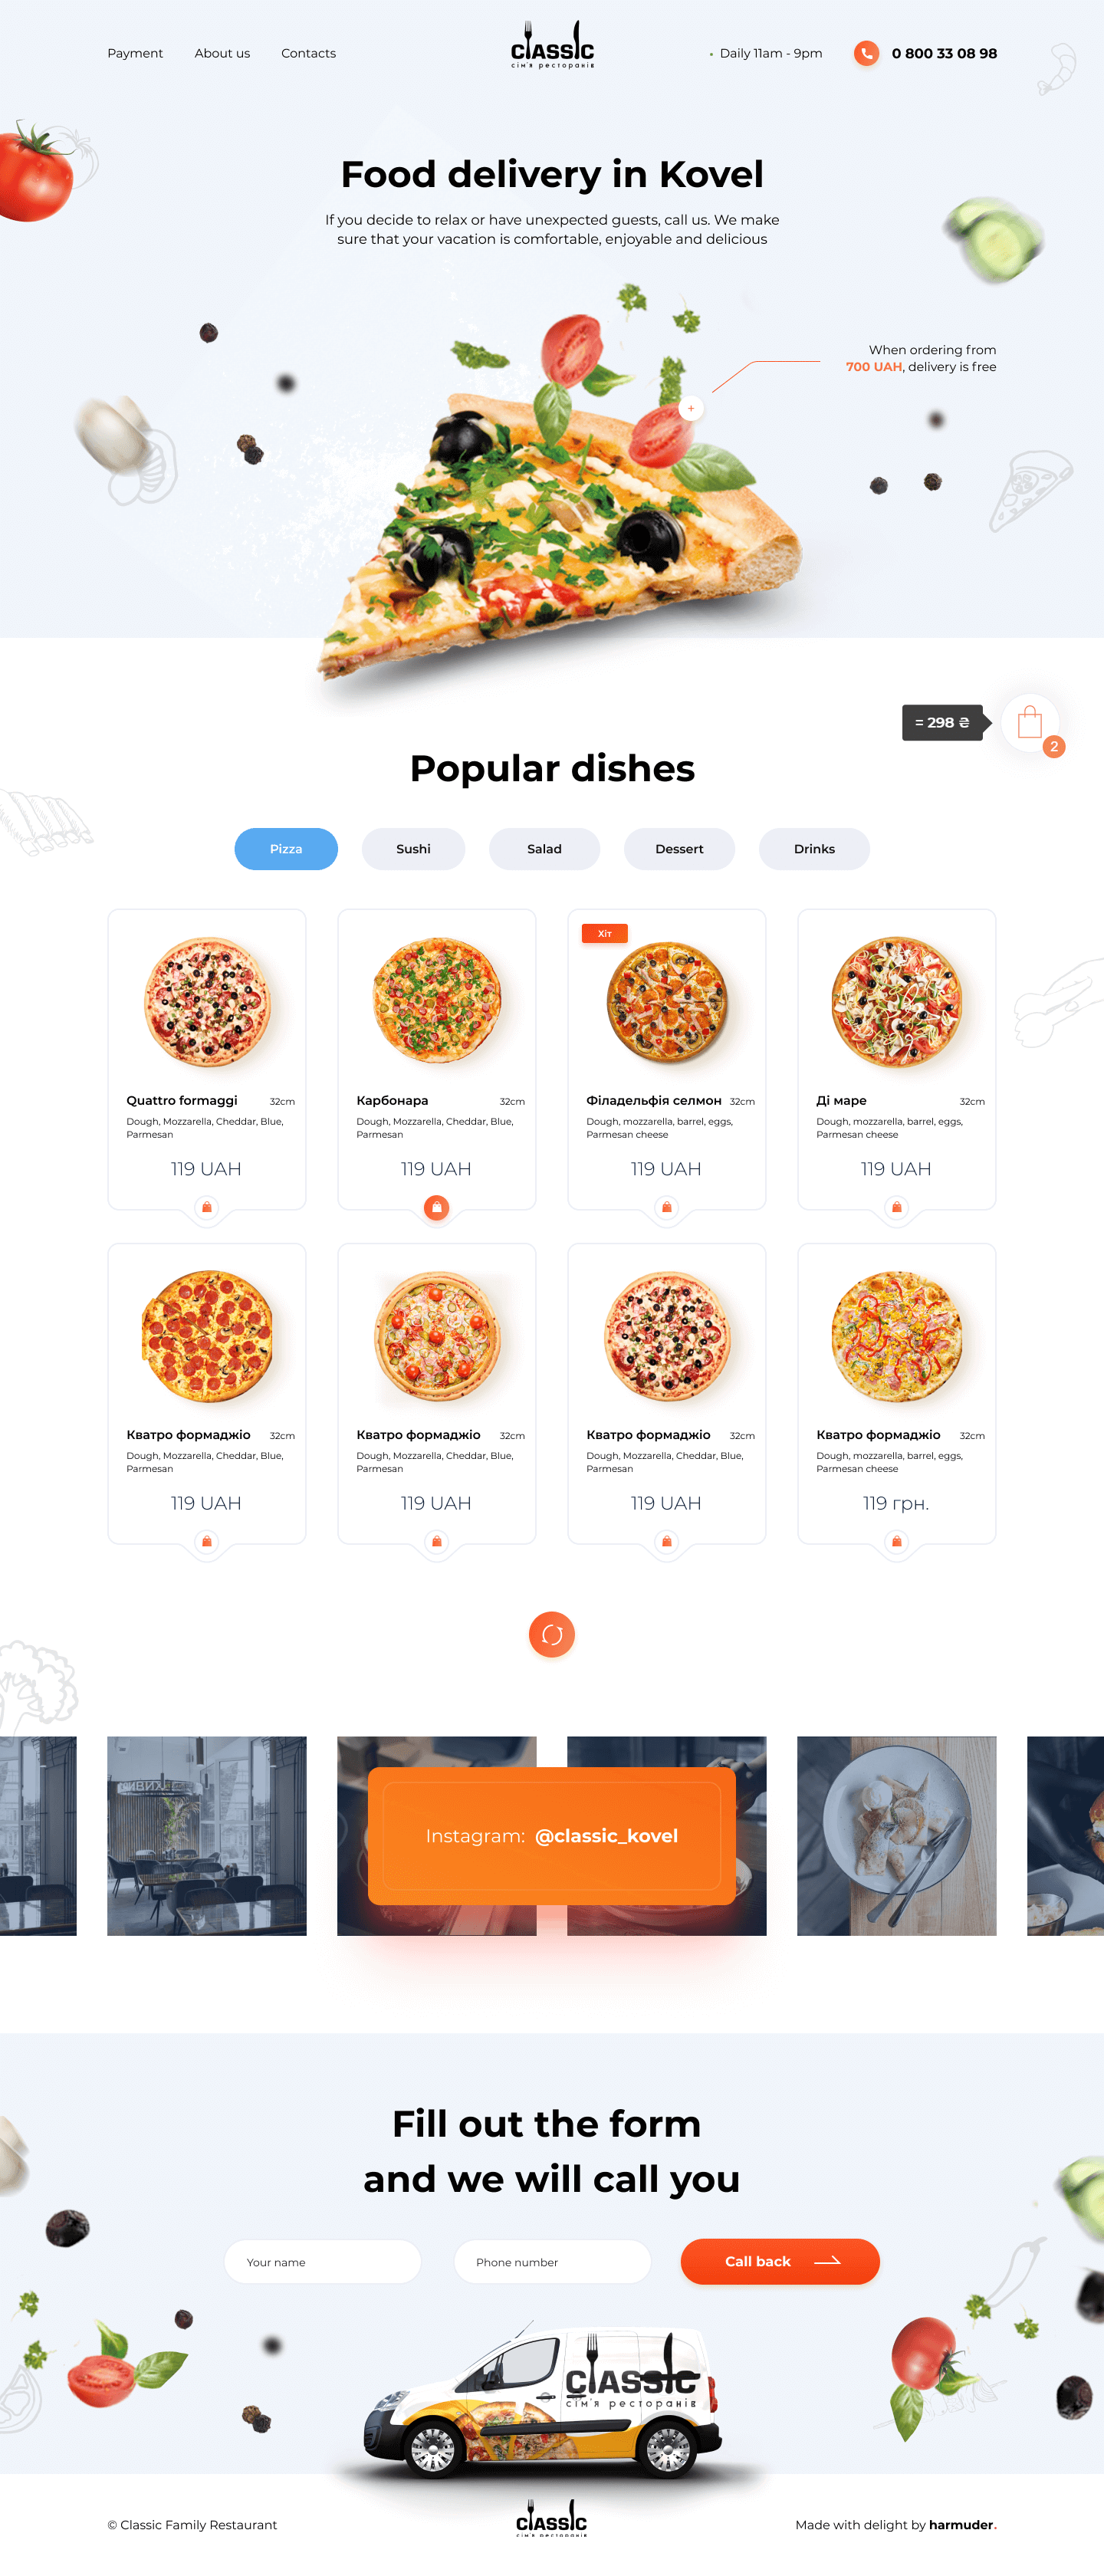 Payment
About us
Contacts
classic
сім'я ресторанів
Daily 11am - 9pm
0 800 33 08 98
Food delivery in Kovel
If you decide to relax or have unexpected guests, call us. We make
sure that your vacation is comfortable, enjoyable and delicious
When ordering from
700 UAH, delivery is free
+
= 298 ₴
2
Popular dishes
Pizza
Sushi
Salad
Dessert
Drinks
Quattro formaggi 32cm
Dough, Mozzarella, Cheddar, Blue,
Parmesan
119 UAH
Карбонара 32cm
Dough, Mozzarella, Cheddar, Blue,
Parmesan
119 UAH
Хіт
Філадельфія селмон 32cm
Dough, mozzarella, barrel, eggs,
Parmesan cheese
119 UAH
Ді маре 32cm
Dough, mozzarella, barrel, eggs,
Parmesan cheese
119 UAH
Кватро формаджіо 32cm
Dough, Mozzarella, Cheddar, Blue,
Parmesan
119 UAH
Кватро формаджіо 32cm
Dough, Mozzarella, Cheddar, Blue,
Parmesan
119 UAH
Кватро формаджіо 32cm
Dough, Mozzarella, Cheddar, Blue,
Parmesan
119 UAH
Кватро формаджіо 32cm
Dough, mozzarella, barrel, eggs,
Parmesan cheese
119 грн.
Instagram: @classic_kovel
Fill out the form
and we will call you
Your name
Phone number
Call back
classic
сім'я ресторанів
© Classic Family Restaurant
classic
сім'я ресторанів
Made with delight by harmuder.